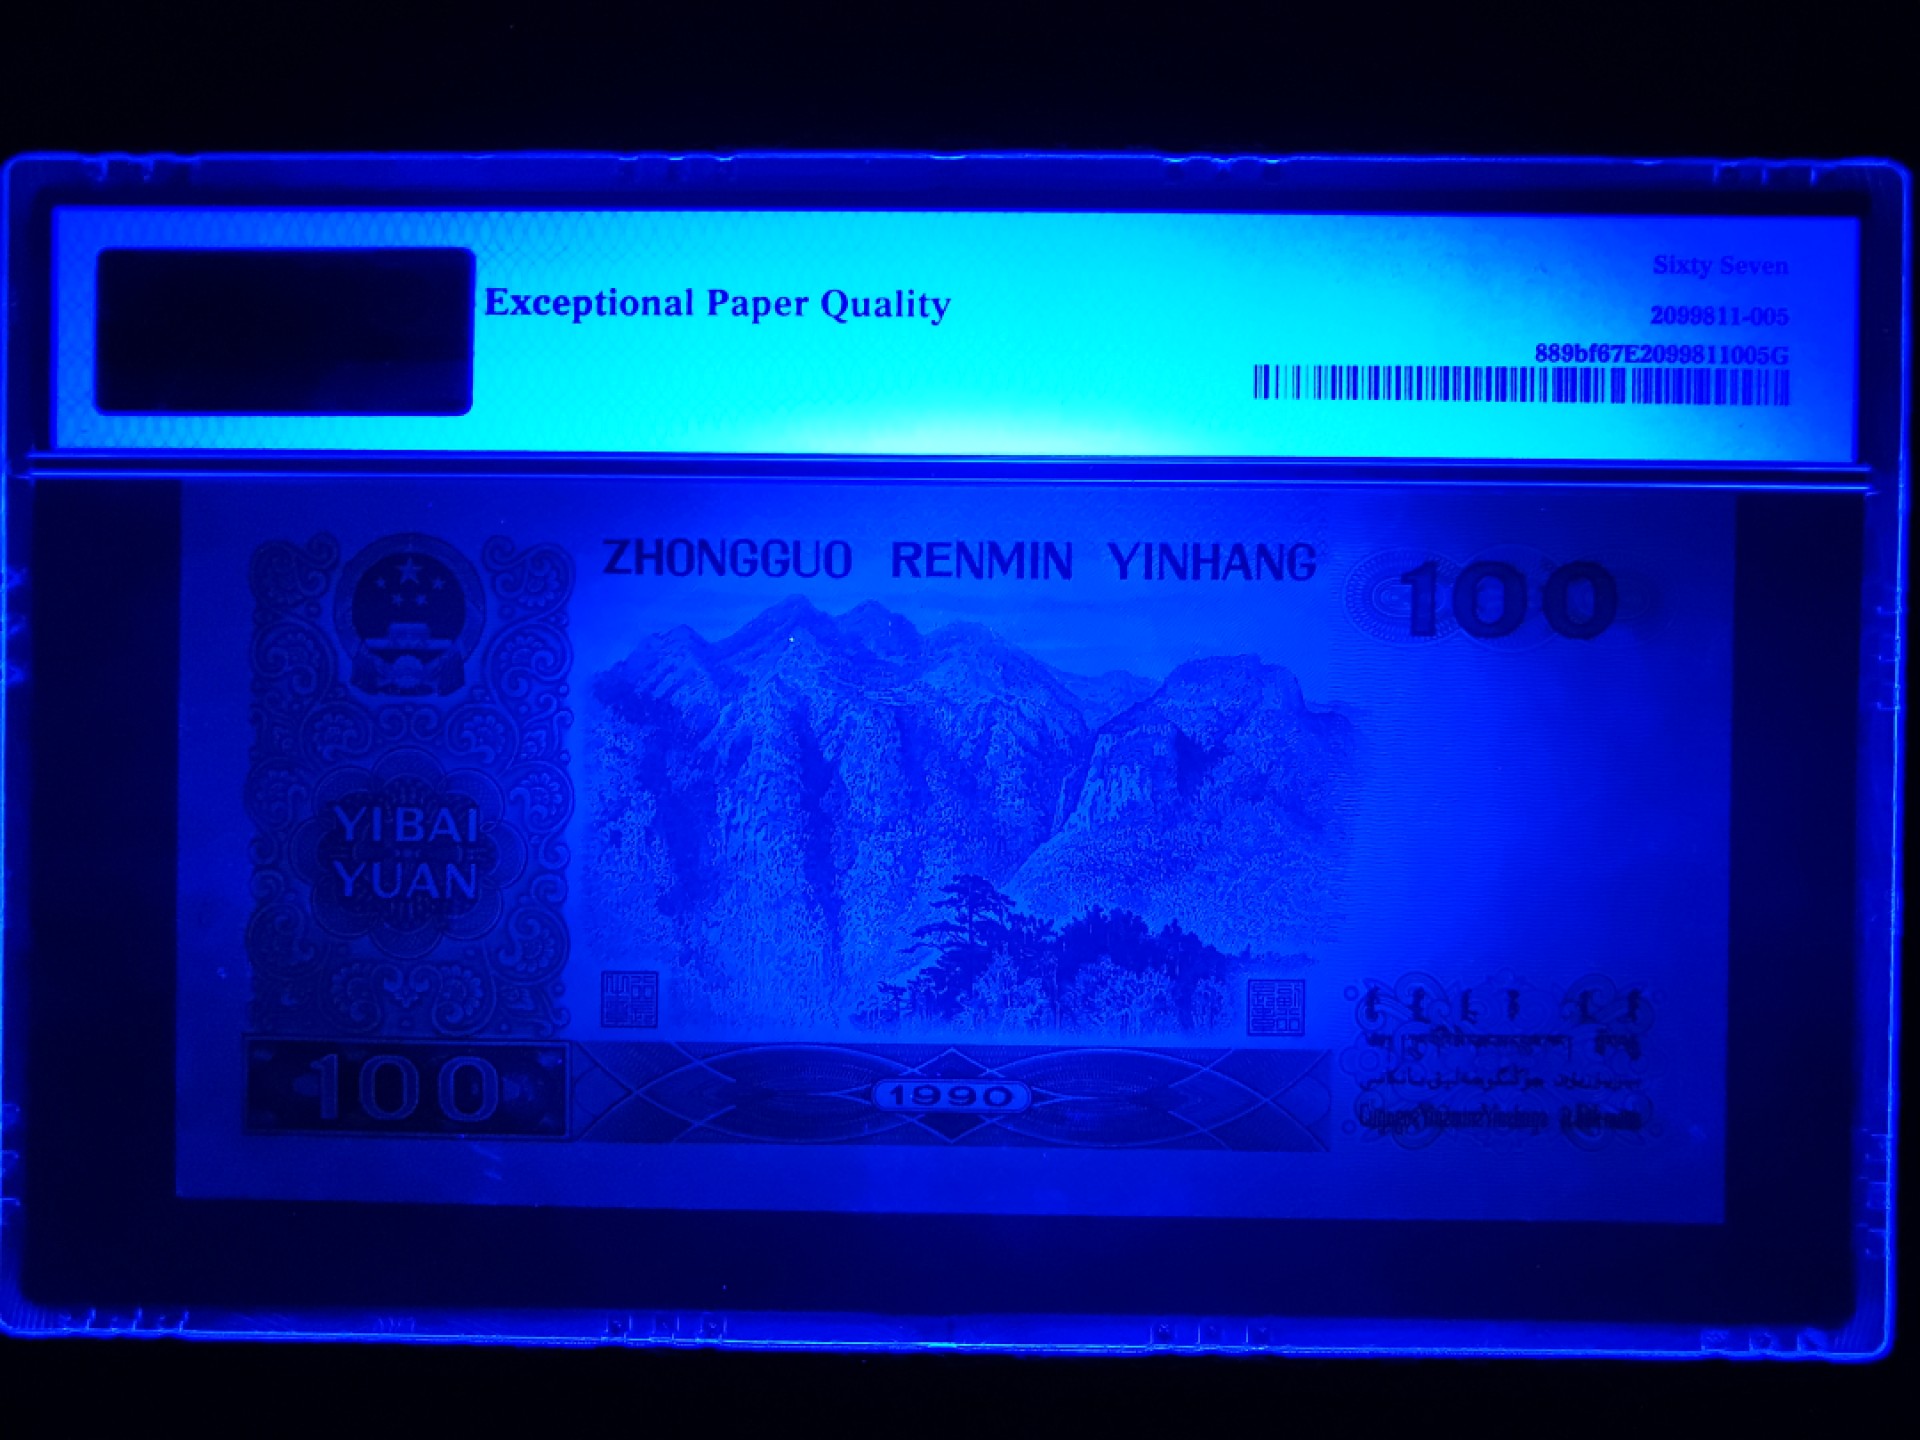 Exceptional Paper Quality
Sixty Seven
2099811-005
889bf67E2099811005G
ZHONGGUO RENMIN YINHANG
100
YIBAI
YUAN
100
1990